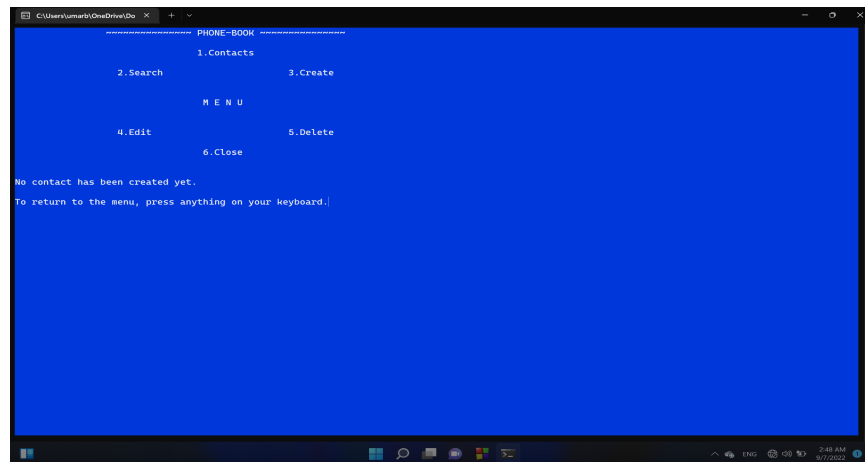 C:\Users\umarb\OneDrive\Do
~~~~~~~~~~~~~~~ PHONE-BOOK ~~~~~~~~~~~~~~~
1.Contacts
2.Search 3.Create
M E N U
4.Edit 5.Delete
6.Close
No contact has been created yet.
To return to the menu, press anything on your keyboard.
ENG 2:48 AM
9/7/2022